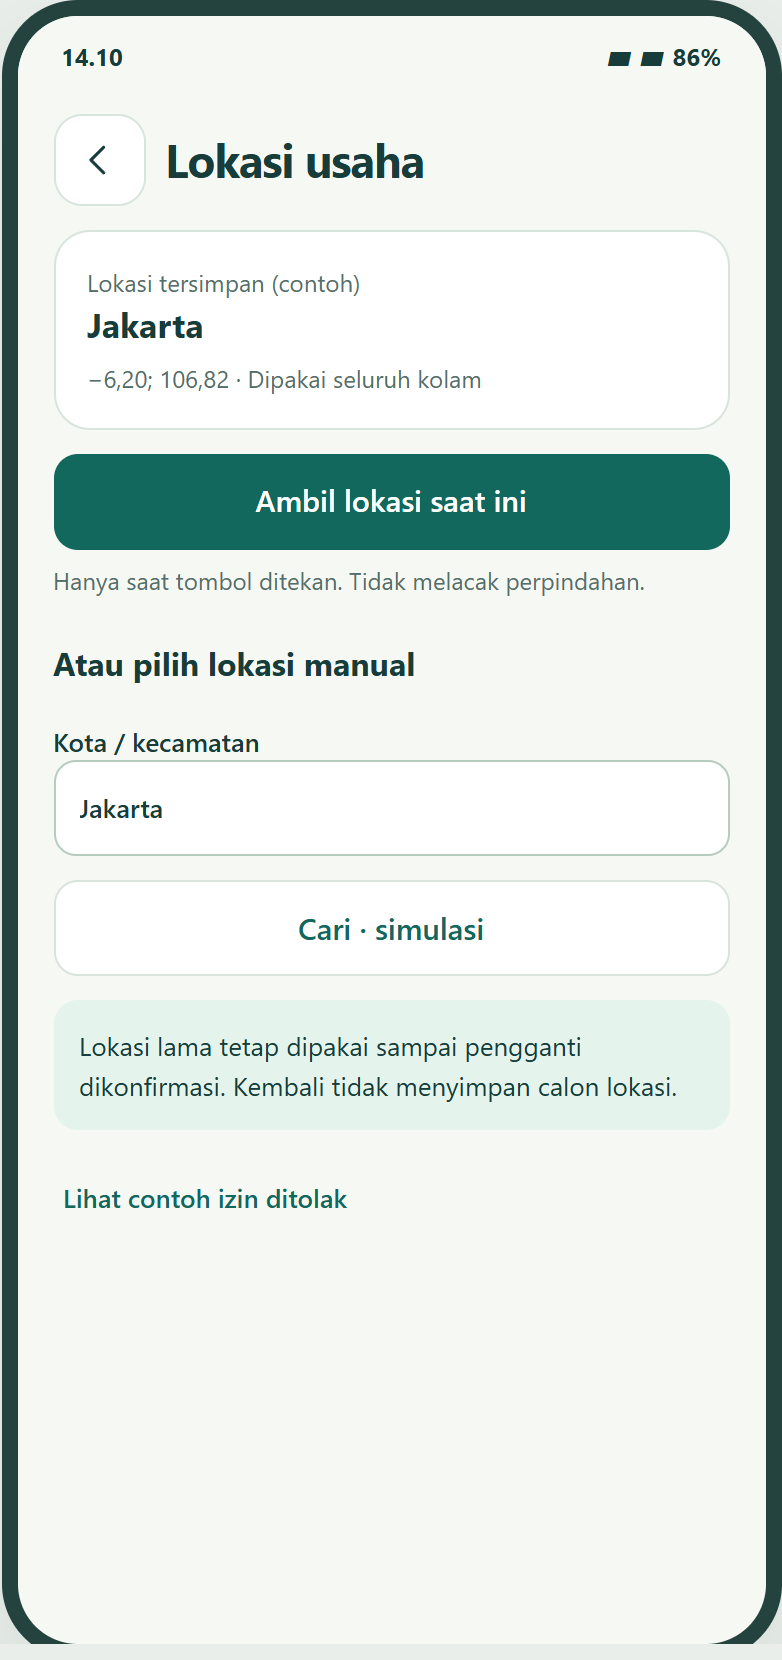 14.10
86%
Lokasi usaha
Lokasi tersimpan (contoh)
Jakarta
−6,20; 106,82 · Dipakai seluruh kolam
Ambil lokasi saat ini
Hanya saat tombol ditekan. Tidak melacak perpindahan.
Atau pilih lokasi manual
Kota / kecamatan
Jakarta
Cari · simulasi
Lokasi lama tetap dipakai sampai pengganti
dikonfirmasi. Kembali tidak menyimpan calon lokasi.
Lihat contoh izin ditolak